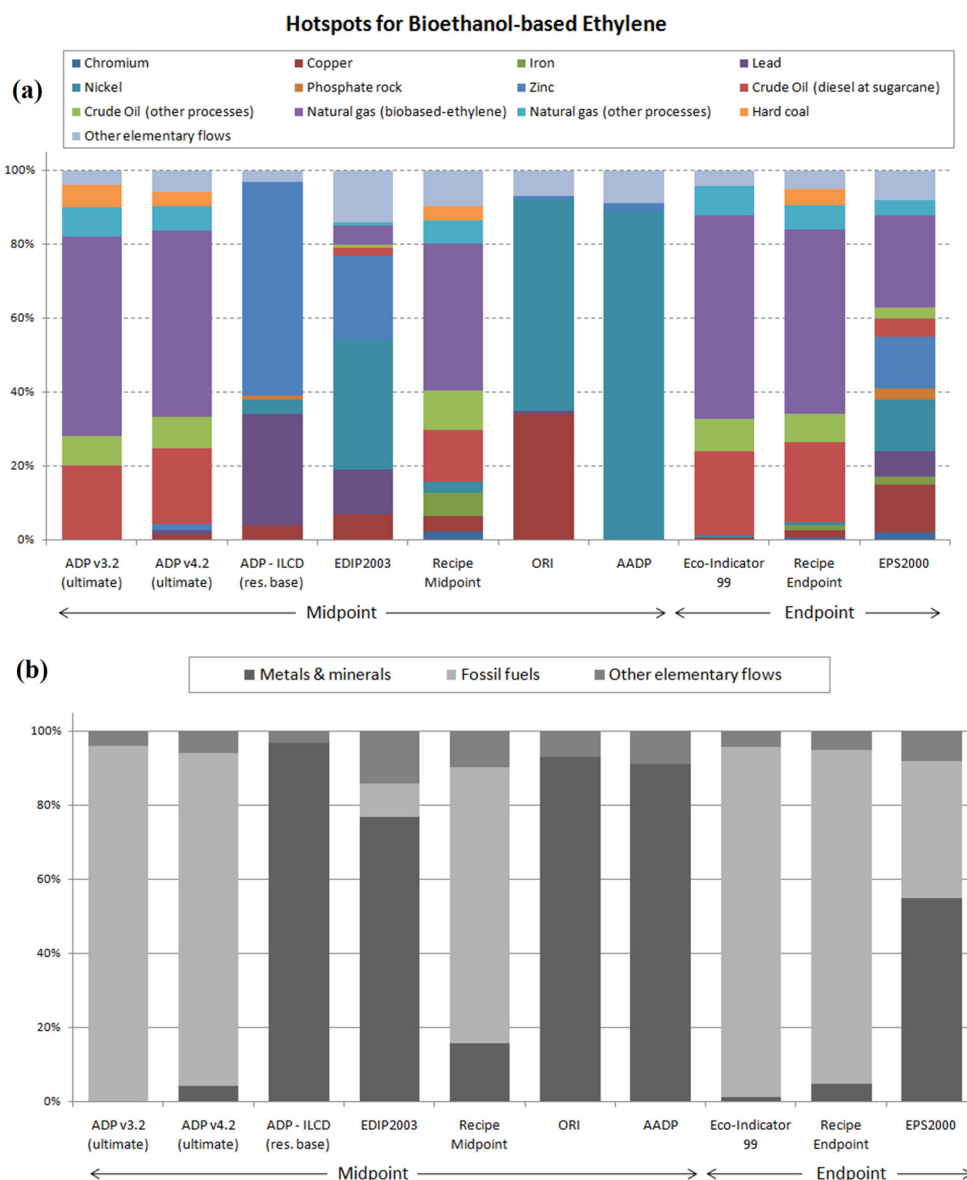 Hotspots for Bioethanol-based Ethylene
(a)
Chromium Copper Iron Lead
Nickel Phosphate rock Zinc Crude Oil (diesel at sugarcane)
Crude Oil (other processes) Natural gas (biobased-ethylene) Natural gas (other processes) Hard coal
Other elementary flows
100%
80%
60%
40%
20%
0%
ADP v3.2 ADP v4.2 ADP - ILCD EDIP2003 Recipe ORI AADP Eco-Indicator Recipe EPS2000
(ultimate) (ultimate) (res. base) Midpoint 99 Endpoint
Midpoint Endpoint
(b)
Metals & minerals Fossil fuels Other elementary flows
100%
80%
60%
40%
20%
0%
ADP v3.2 ADP v4.2 ADP - ILCD EDIP2003 Recipe ORI AADP Eco-Indicator Recipe EPS2000
(ultimate) (ultimate) (res. base) Midpoint 99 Endpoint
Midpoint Endpoint